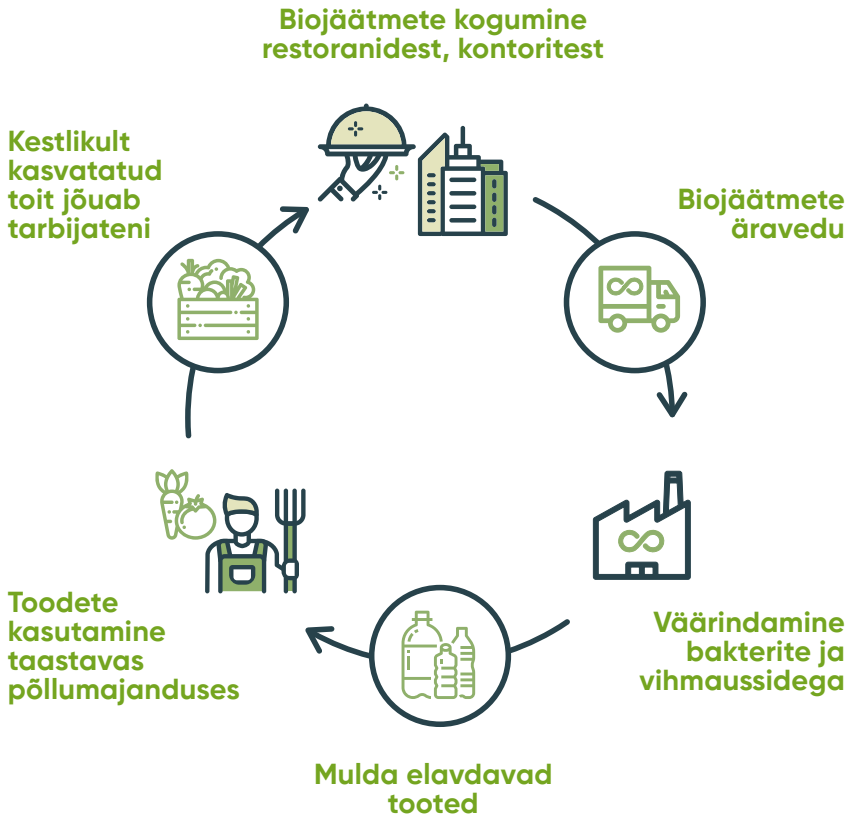 Biojäätmete kogumine
restoranidest, kontoritest
Kestlikult
kasvatatud
toit jõuab
tarbijateni
Biojäätmete
äravedu
Väärindamine
bakterite ja
vihmaussidega
Mulda elavdavad
tooted
Toodete
kasutamine
taastavas
põllumajanduses